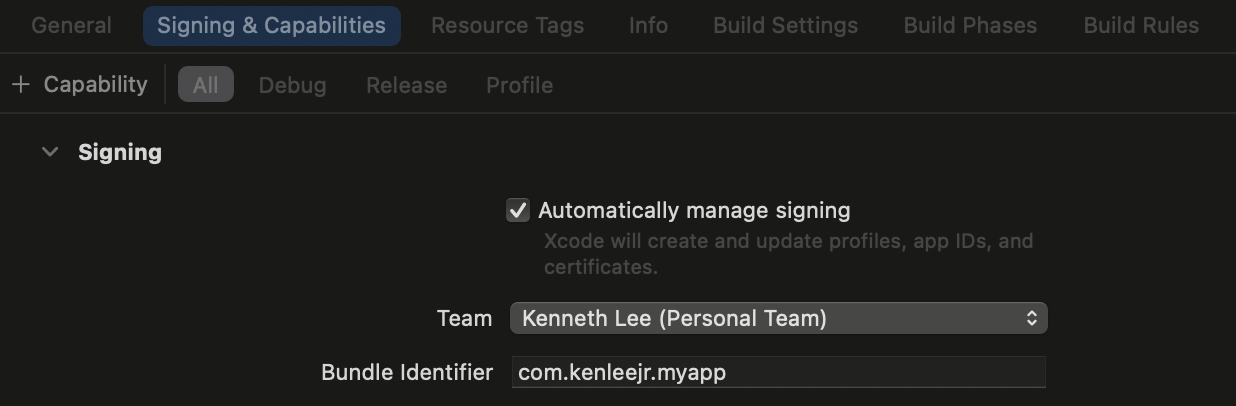 General Signing & Capabilities Resource Tags Info Build Settings Build Phases Build Rules
+ Capability All Debug Release Profile
Signing
Automatically manage signing
Xcode will create and update profiles, app IDs, and
certificates.
Team Kenneth Lee (Personal Team)
Bundle Identifier com.kenleejr.myapp